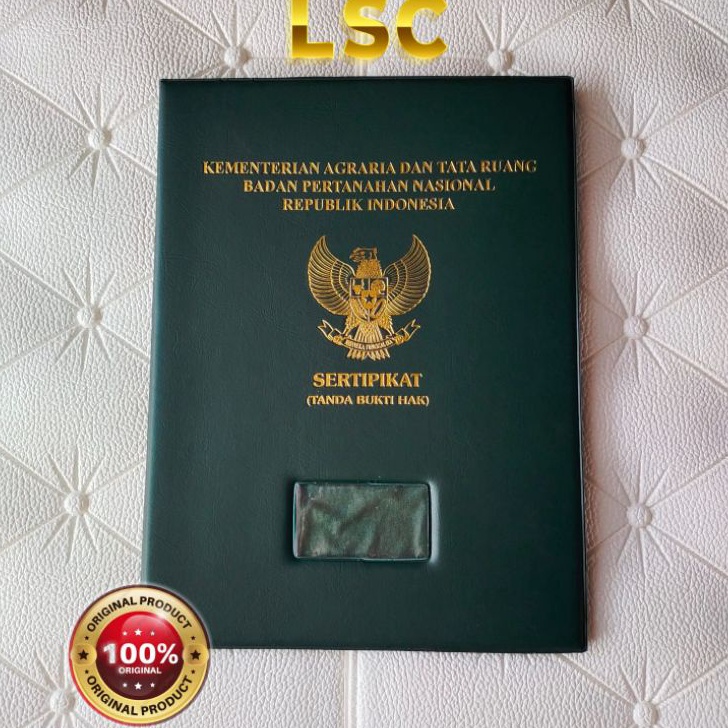 LSC
KEMENTERIAN AGRARIA DAN TATA RUANG
BADAN PERTANAHAN NASIONAL
REPUBLIK INDONESIA
SERTIPIKAT
(TANDA BUKTI HAK)
ORIGINAL PRODUCT
100%
ORIGINAL
ORIGINAL PRODUCT